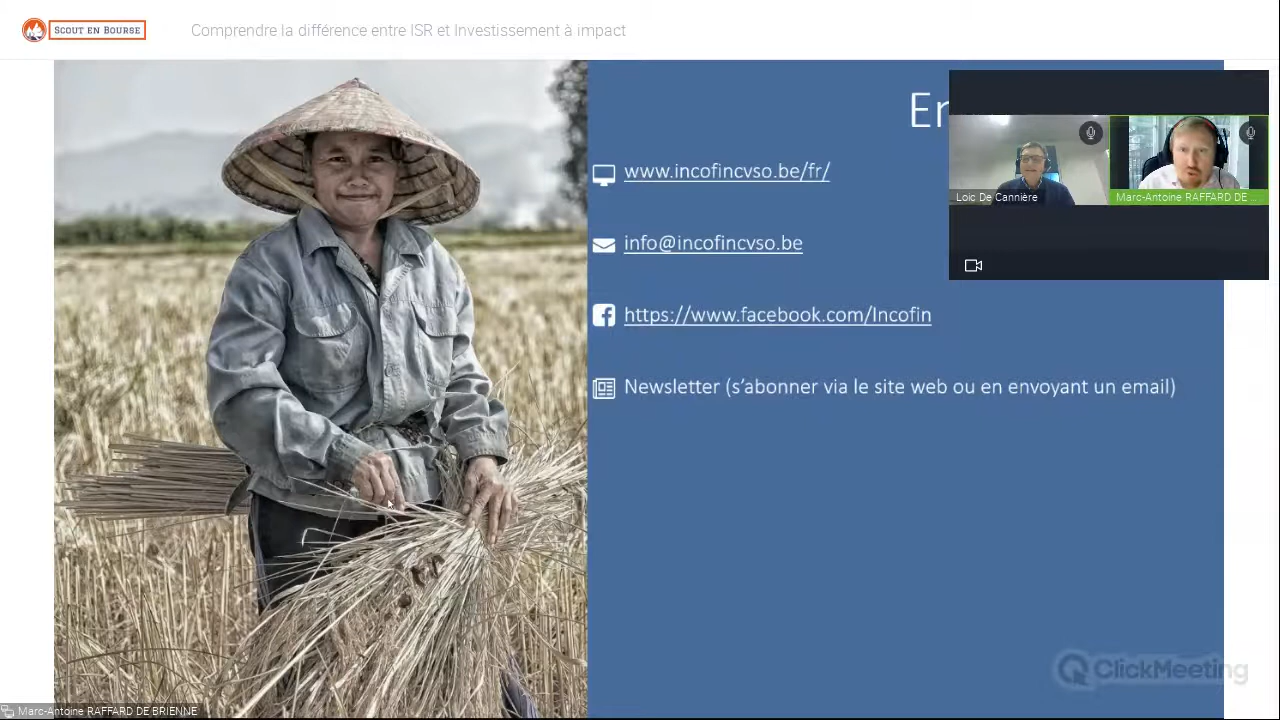 SCOUT EN BOURSE
Comprendre la différence entre ISR et Investissement à impact
www.incofincvso.be/fr/
info@incofincvso.be
https://www.facebook.com/Incofin
Newsletter (s'abonner via le site web ou en envoyant un email)
Loic De Cannière
Marc-Antoine RAFFARD DE ...
ClickMeeting
Marc-Antoine RAFFARD DE BRIENNE